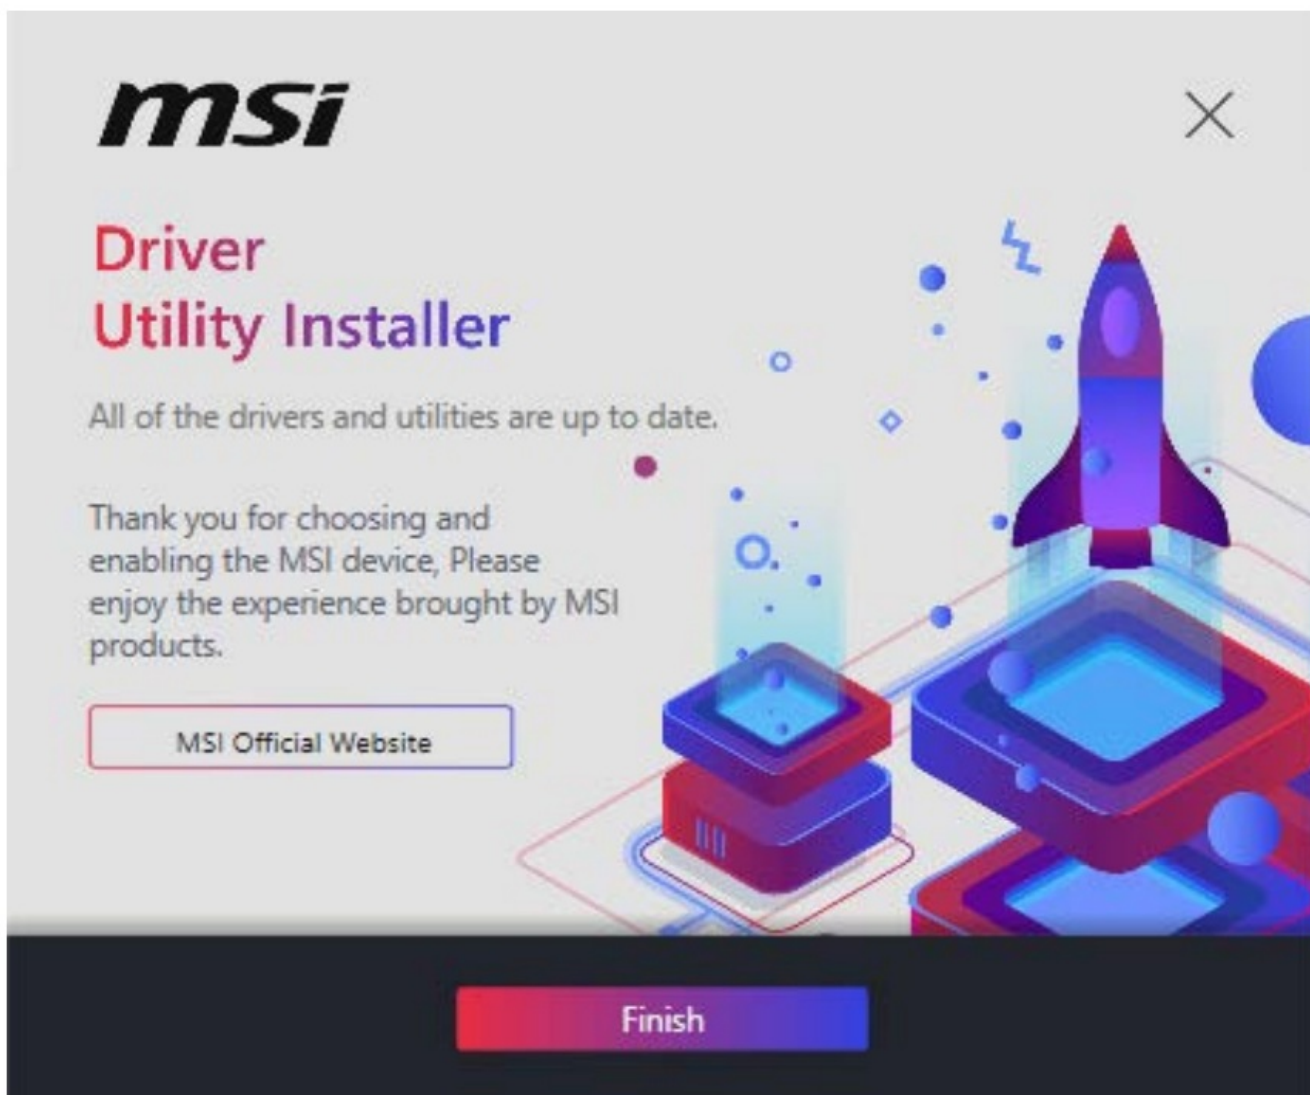 msi
Driver
Utility Installer
All of the drivers and utilities are up to date.
Thank you for choosing and
enabling the MSI device, Please
enjoy the experience brought by MSI
products.
MSI Official Website
Finish